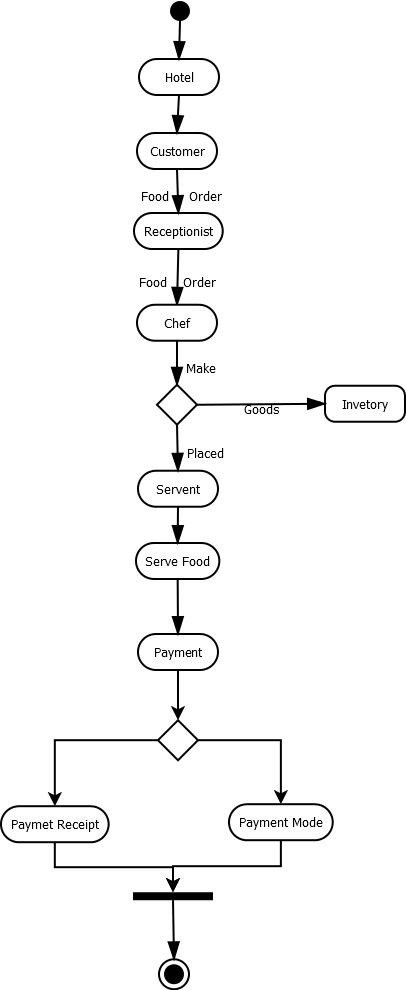 Hotel
Customer
Food Order
Receptionist
Food Order
Chef
Make
Goods
Invetory
Placed
Servent
Serve Food
Payment
Paymet Receipt
Payment Mode